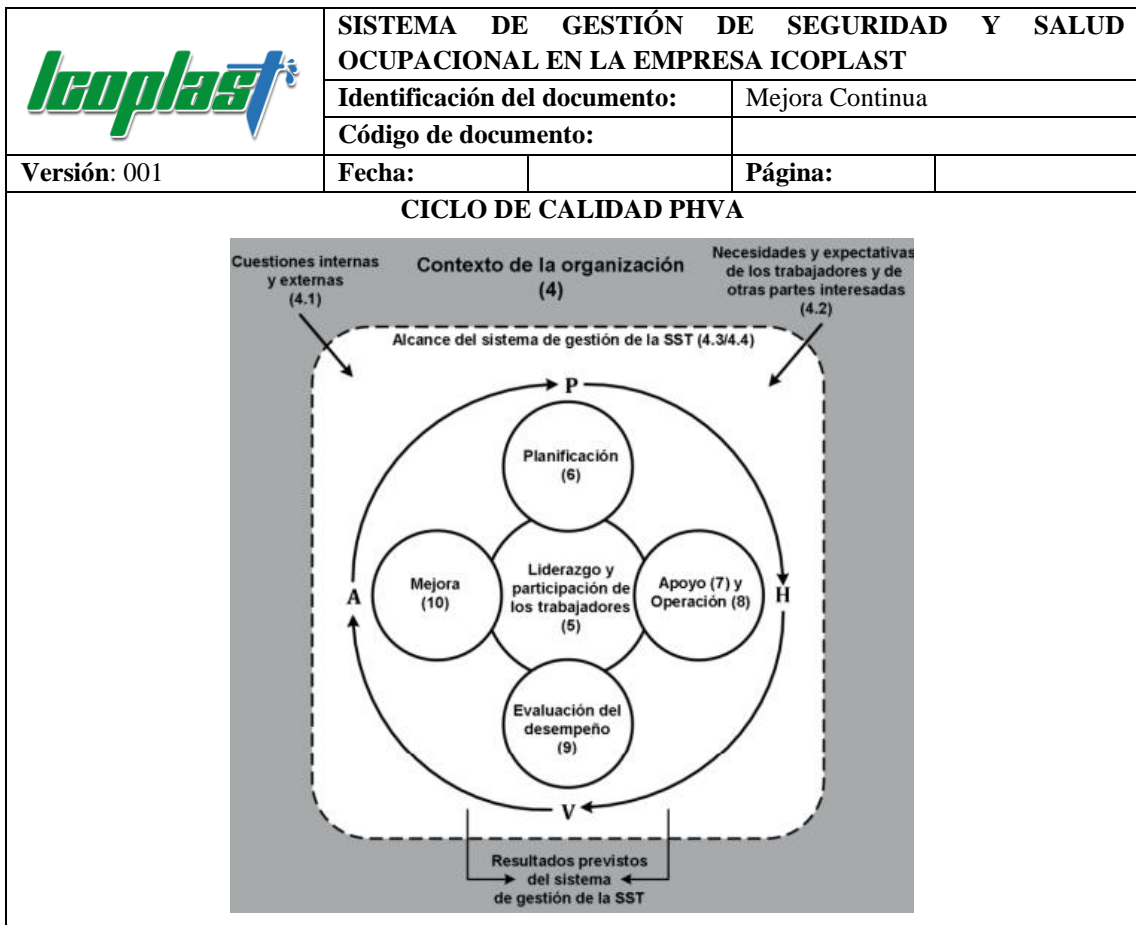 Icoplast
SISTEMA DE GESTIÓN DE SEGURIDAD Y SALUD
OCUPACIONAL EN LA EMPRESA ICOPLAST
Identificación del documento: Mejora Continua
Código de documento:
Versión: 001 Fecha: Página:
CICLO DE CALIDAD PHVA
Cuestiones internas
y externas
(4.1)
Contexto de la organización
(4)
Necesidades y expectativas
de los trabajadores y de
otras partes interesadas
(4.2)
Alcance del sistema de gestión de la SST (4.3/4.4)
P
Planificación
(6)
A
Mejora
(10)
Liderazgo y
participación de
los trabajadores
(5)
Apoyo (7) y
Operación (8)
H
Evaluación del
desempeño
(9)
V
Resultados previstos
del sistema
de gestión de la SST